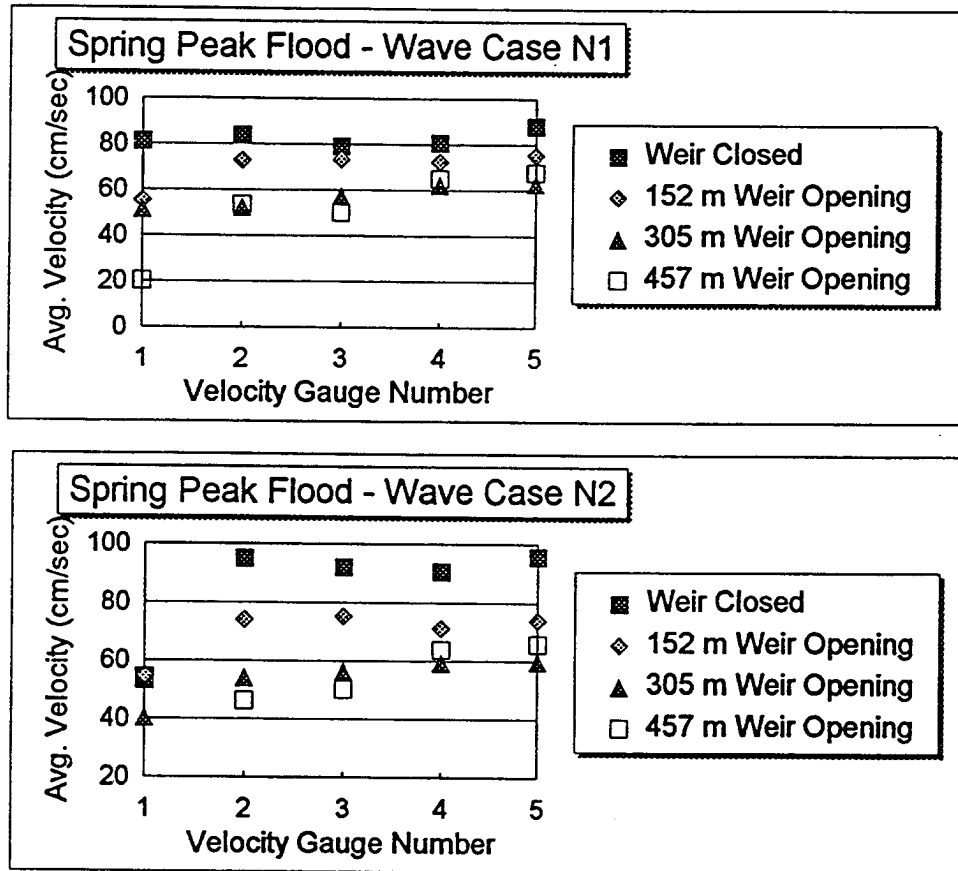 Spring Peak Flood - Wave Case N1
Avg. Velocity (cm/sec)
100
80
60
40
20
0
1 2 3 4 5
Velocity Gauge Number
Weir Closed
152 m Weir Opening
305 m Weir Opening
457 m Weir Opening
Spring Peak Flood - Wave Case N2
Avg. Velocity (cm/sec)
100
80
60
40
20
1 2 3 4 5
Velocity Gauge Number
Weir Closed
152 m Weir Opening
305 m Weir Opening
457 m Weir Opening